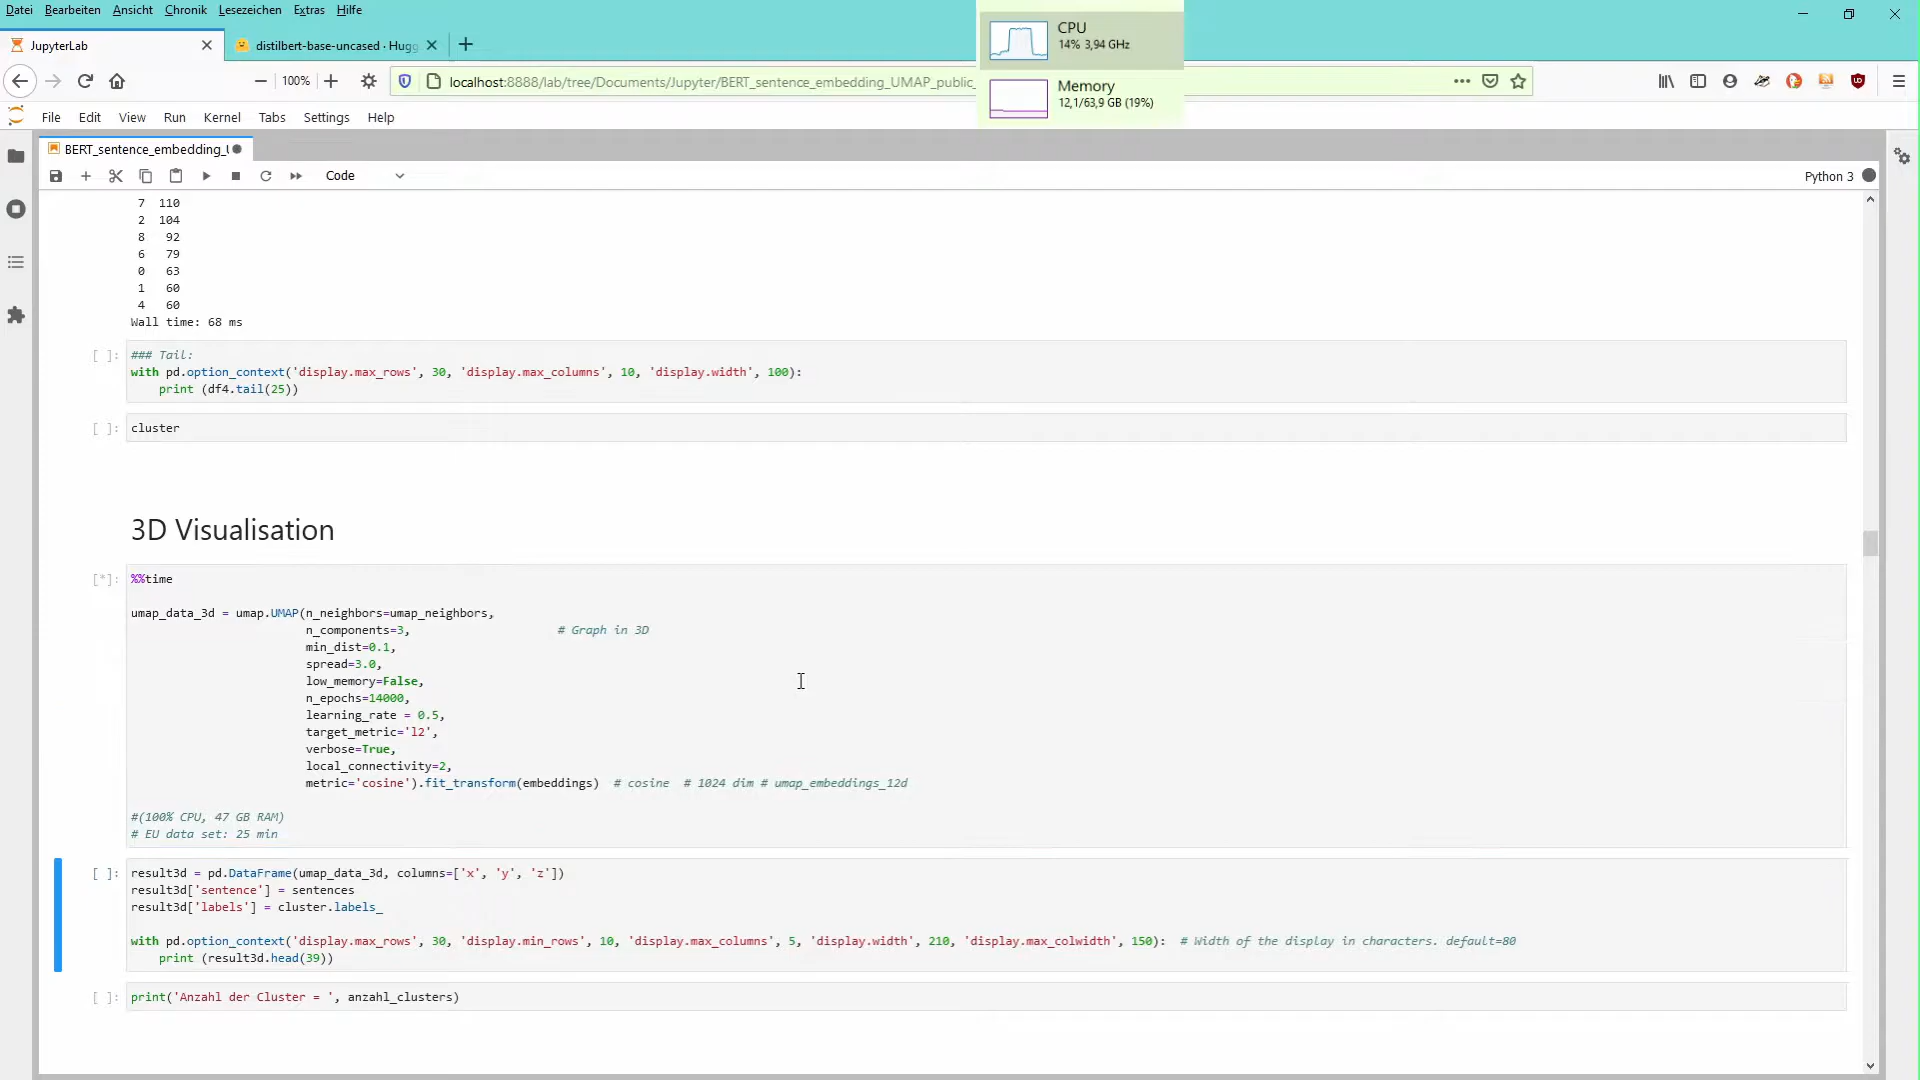 Datei Bearbeiten Ansicht Chronik Lesezeichen Extras Hilfe
CPU
14% 3,94 GHz
Memory
12,1/63,9 GB (19%)
JupyterLab
distilbert-base-uncased · Hugg
100%
localhost:8888/lab/tree/Documents/Jupyter/BERT_sentence_embedding_UMAP_public_
File Edit View Run Kernel Tabs Settings Help
BERT_sentence_embedding_U
Code
Python 3
7 110
2 104
8 92
6 79
0 63
1 60
4 60
Wall time: 68 ms
[ ]: ### Tail:
with pd.option_context('display.max_rows', 30, 'display.max_columns', 10, 'display.width', 100):
print (df4.tail(25))
[ ]: cluster
3D Visualisation
[*]: %%time
umap_data_3d = umap.UMAP(n_neighbors=umap_neighbors,
n_components=3, # Graph in 3D
min_dist=0.1,
spread=3.0,
low_memory=False,
n_epochs=14000,
learning_rate = 0.5,
target_metric='l2',
verbose=True,
local_connectivity=2,
metric='cosine').fit_transform(embeddings) # cosine # 1024 dim # umap_embeddings_12d
#(100% CPU, 47 GB RAM)
# EU data set: 25 min
[ ]: result3d = pd.DataFrame(umap_data_3d, columns=['x', 'y', 'z'])
result3d['sentence'] = sentences
result3d['labels'] = cluster.labels_
with pd.option_context('display.max_rows', 30, 'display.min_rows', 10, 'display.max_columns', 5, 'display.width', 210, 'display.max_colwidth', 150): # Width of the display in characters. default=80
print (result3d.head(39))
[ ]: print('Anzahl der Cluster = ', anzahl_clusters)